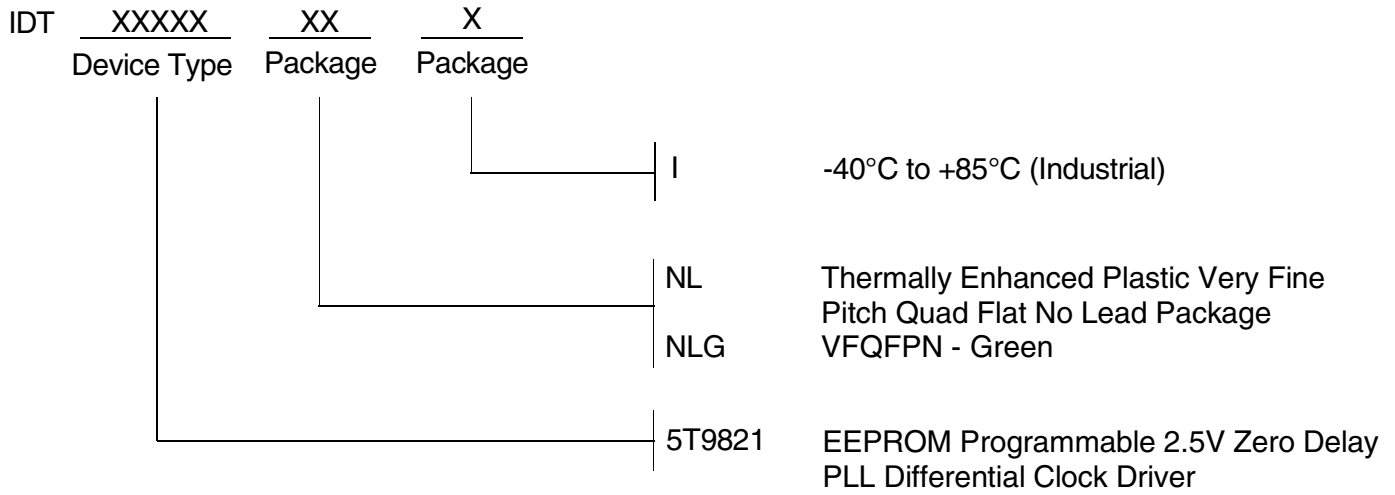 IDT XXXXX XX X
Device Type Package Package
I -40°C to +85°C (Industrial)
NL Thermally Enhanced Plastic Very Fine
Pitch Quad Flat No Lead Package
NLG VFQFPN - Green
5T9821 EEPROM Programmable 2.5V Zero Delay
PLL Differential Clock Driver